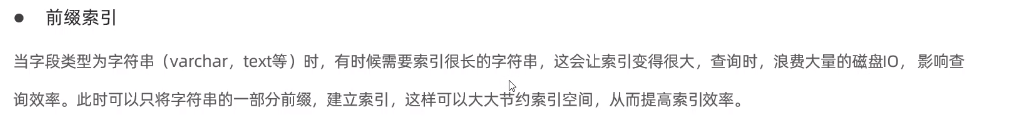 ● 前缀索引
当字段类型为字符串（varchar，text等）时，有时候需要索引很长的字符串，这会让索引变得很大，查询时，浪费大量的磁盘IO， 影响查
询效率。此时可以只将字符串的一部分前缀，建立索引，这样可以大大节约索引空间，从而提高索引效率。